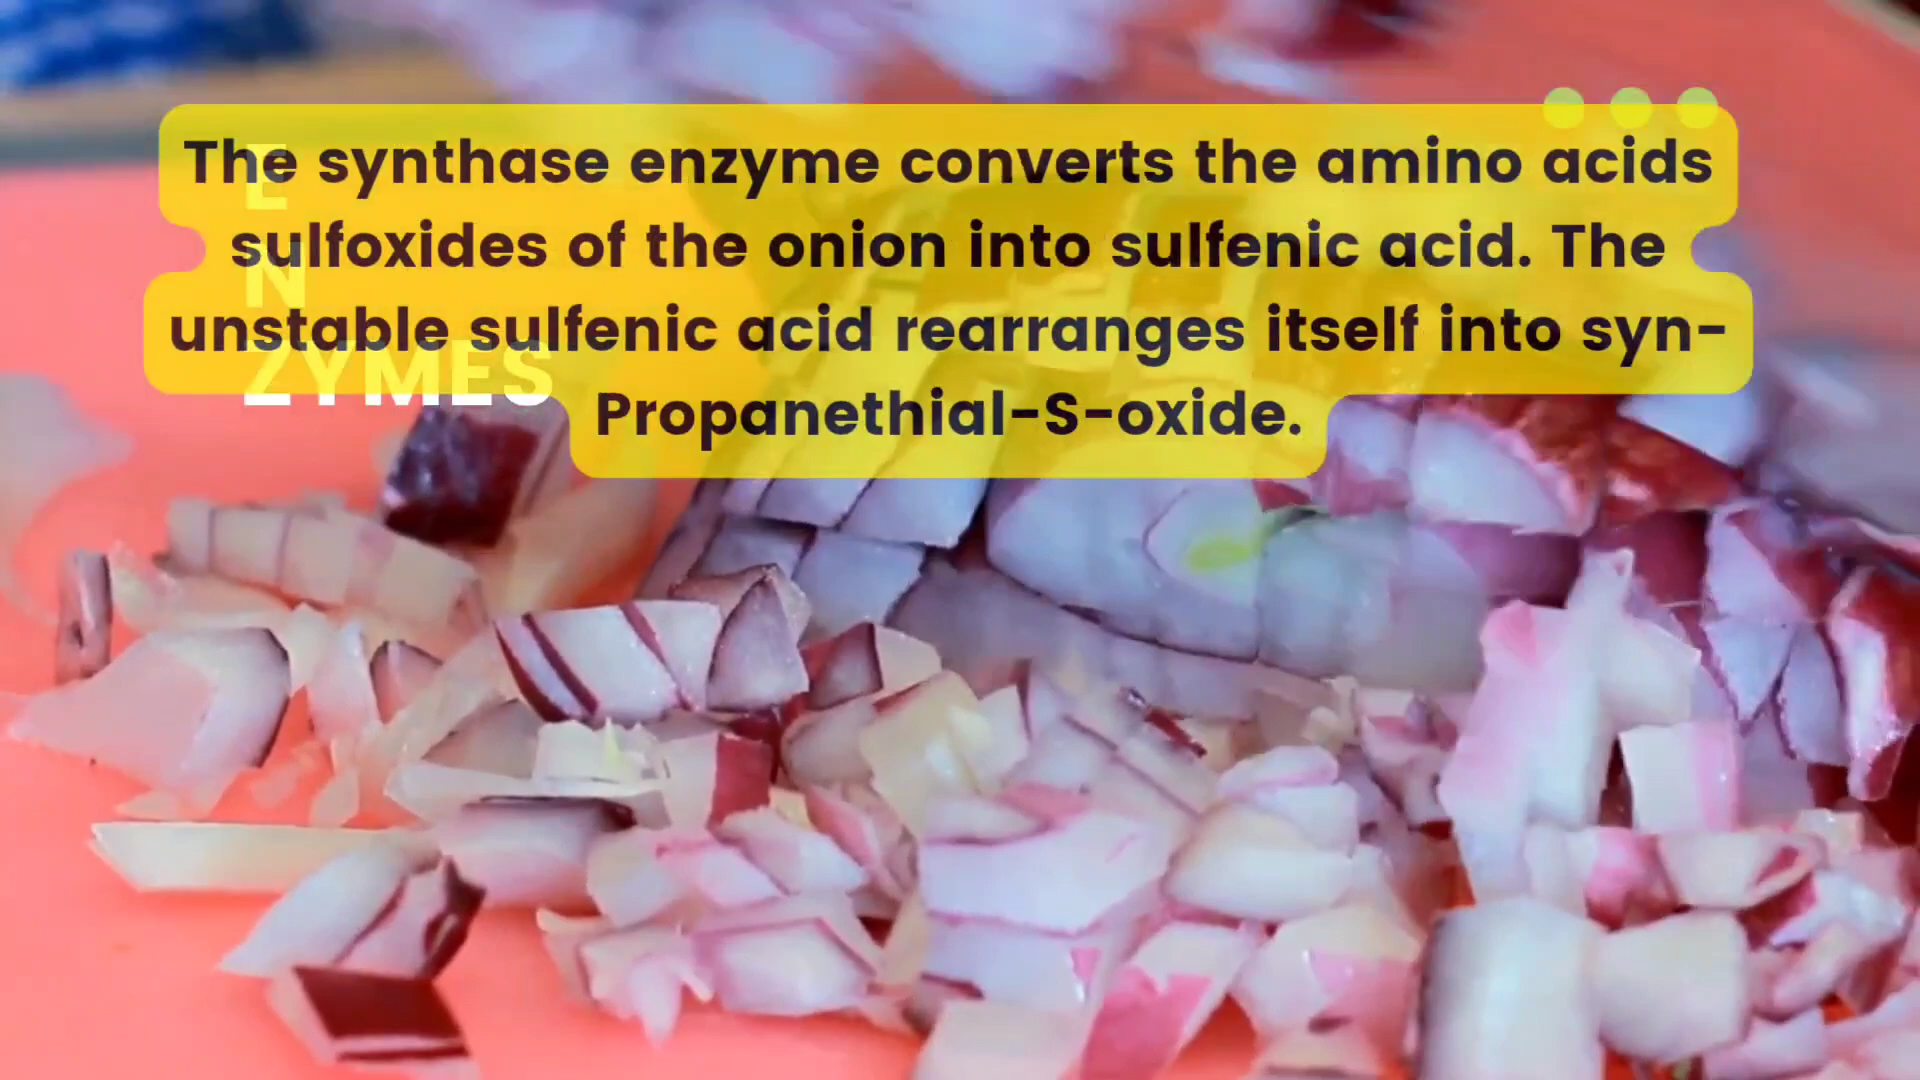 The synthase enzyme converts the amino acids
sulfoxides of the onion into sulfenic acid. The
unstable sulfenic acid rearranges itself into syn-
Propanethial-S-oxide.
E
N
ZYMES